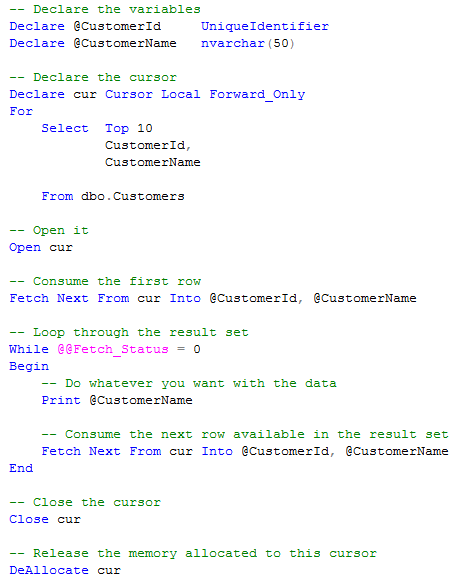 -- Declare the variables
Declare @CustomerId     UniqueIdentifier
Declare @CustomerName   nvarchar(50)

-- Declare the cursor
Declare cur Cursor Local Forward_Only
For
    Select  Top 10
            CustomerId,
            CustomerName

    From dbo.Customers

-- Open it
Open cur

-- Consume the first row
Fetch Next From cur Into @CustomerId, @CustomerName

-- Loop through the result set
While @@Fetch_Status = 0
Begin
    -- Do whatever you want with the data
    Print @CustomerName

    -- Consume the next row available in the result set
    Fetch Next From cur Into @CustomerId, @CustomerName
End

-- Close the cursor
Close cur

-- Release the memory allocated to this cursor
DeAllocate cur